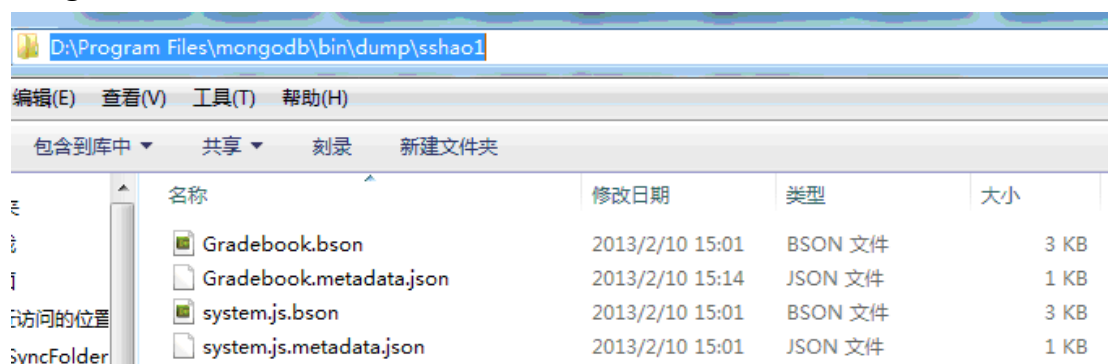 D:\Program Files\mongodb\bin\dump\sshao1
编辑(E) 查看(V) 工具(T) 帮助(H)
包含到库中 共享 刻录 新建文件夹
名称 修改日期 类型 大小
Gradebook.bson 2013/2/10 15:01 BSON 文件 3 KB
Gradebook.metadata.json 2013/2/10 15:14 JSON 文件 1 KB
访问的位置 system.js.bson 2013/2/10 15:01 BSON 文件 3 KB
SyncFolder system.js.metadata.json 2013/2/10 15:01 JSON 文件 1 KB